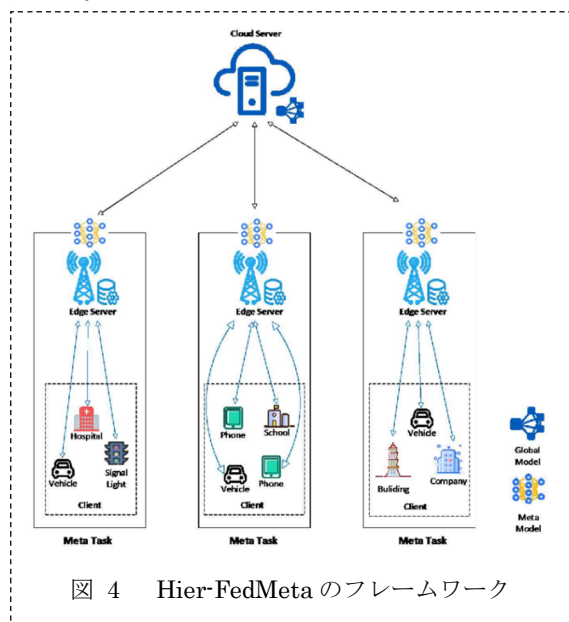 Cloud Server
Edge Server
Edge Server
Edge Server
Hospital
Vehicle
Signal
Light
Client
Phone
School
Vehicle
Phone
Client
Vehicle
Buliding
Company
Client
Meta Task
Meta Task
Meta Task
Global
Model
Meta
Model
図 4 Hier-FedMeta のフレームワーク